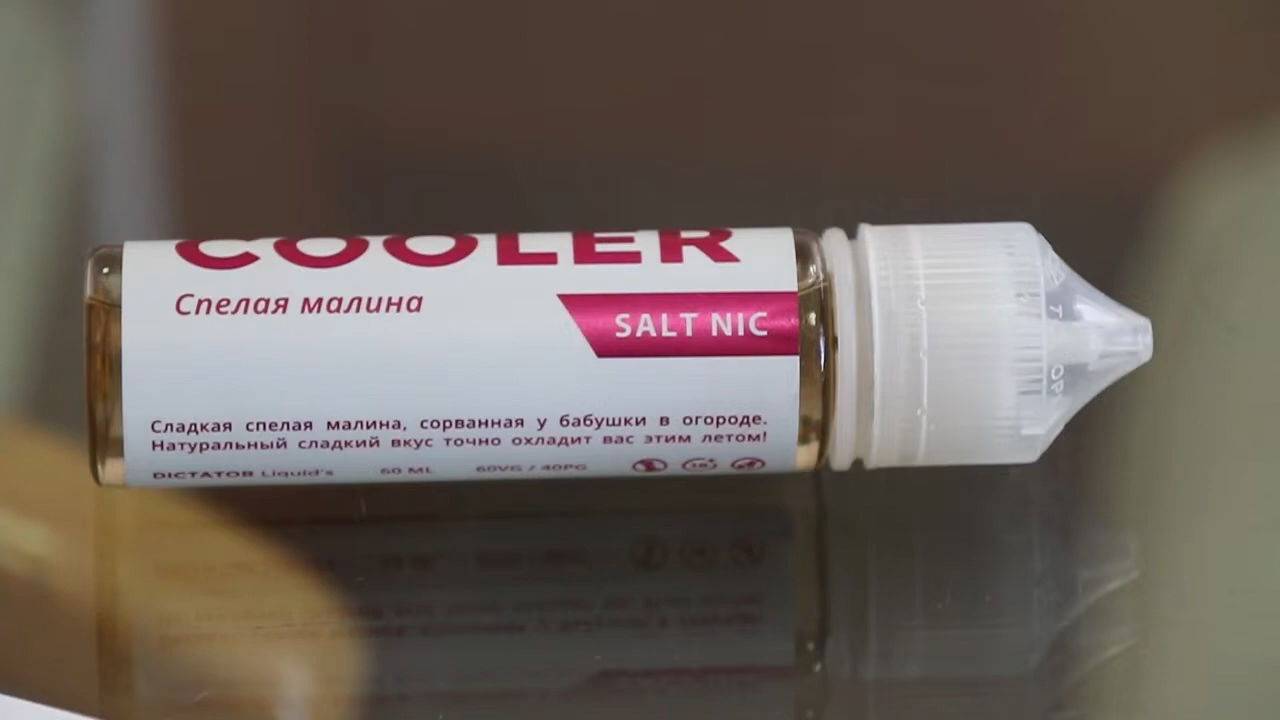 COOLER
Спелая малина
SALT NIC
Сладкая спелая малина, сорванная у бабушки в огороде.
Натуральный сладкий вкус точно охладит вас этим летом!
DICTATOR Liquid's 60 ML 60VG / 40PG